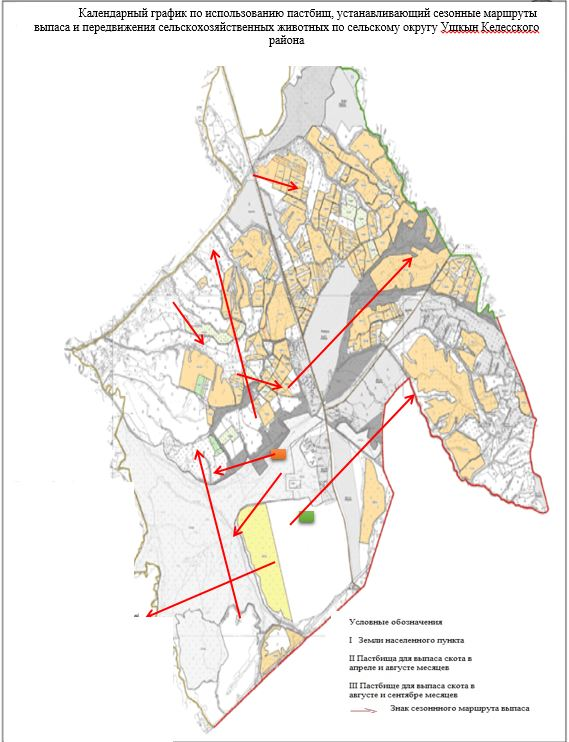 Календарный график по использованию пастбищ, устанавливающий сезонные маршруты
выпаса и передвижения сельскохозяйственных животных по сельскому округу Ушкын Келесского
района
Условные обозначения
I Земли населенного пункта
II Пастбища для выпаса скота в
апреле и августе месяцев
III Пастбище для выпаса скота в
августе и сентябре месяцев
Знак сезоннного маршрута выпаса